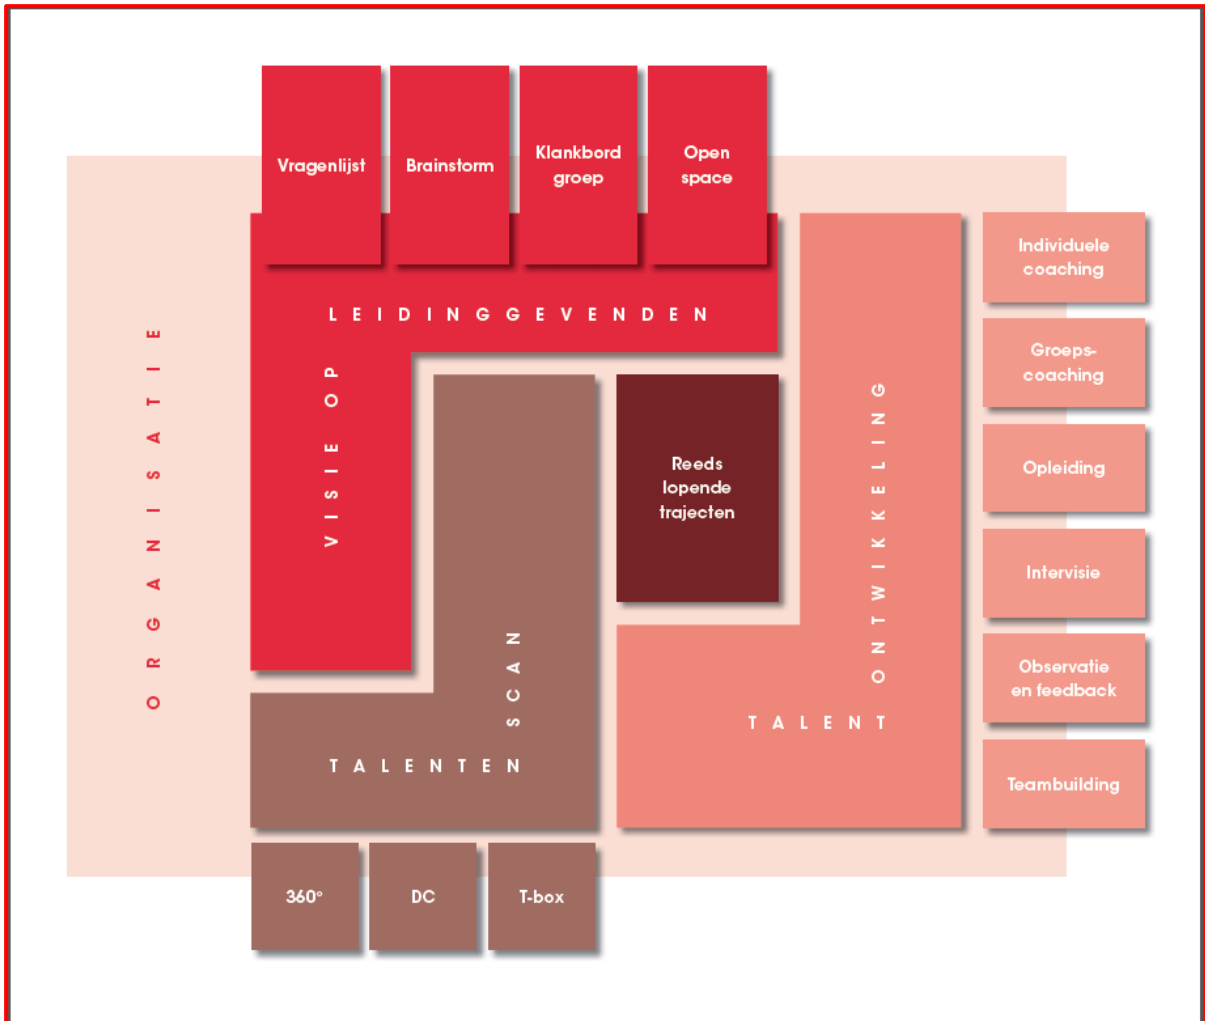 Vragenlijst
Brainstorm
Klankbord
groep
Open
space
ORGANISATIE
VISIE OP
LEIDINGGEVENDEN
TALENTEN
SCAN
Reeds
lopende
trajecten
TALENT
ONTWIKKELING
Individuele
coaching
Groeps-
coaching
Opleiding
Intervisie
Observatie
en feedback
Teambuilding
360°
DC
T-box